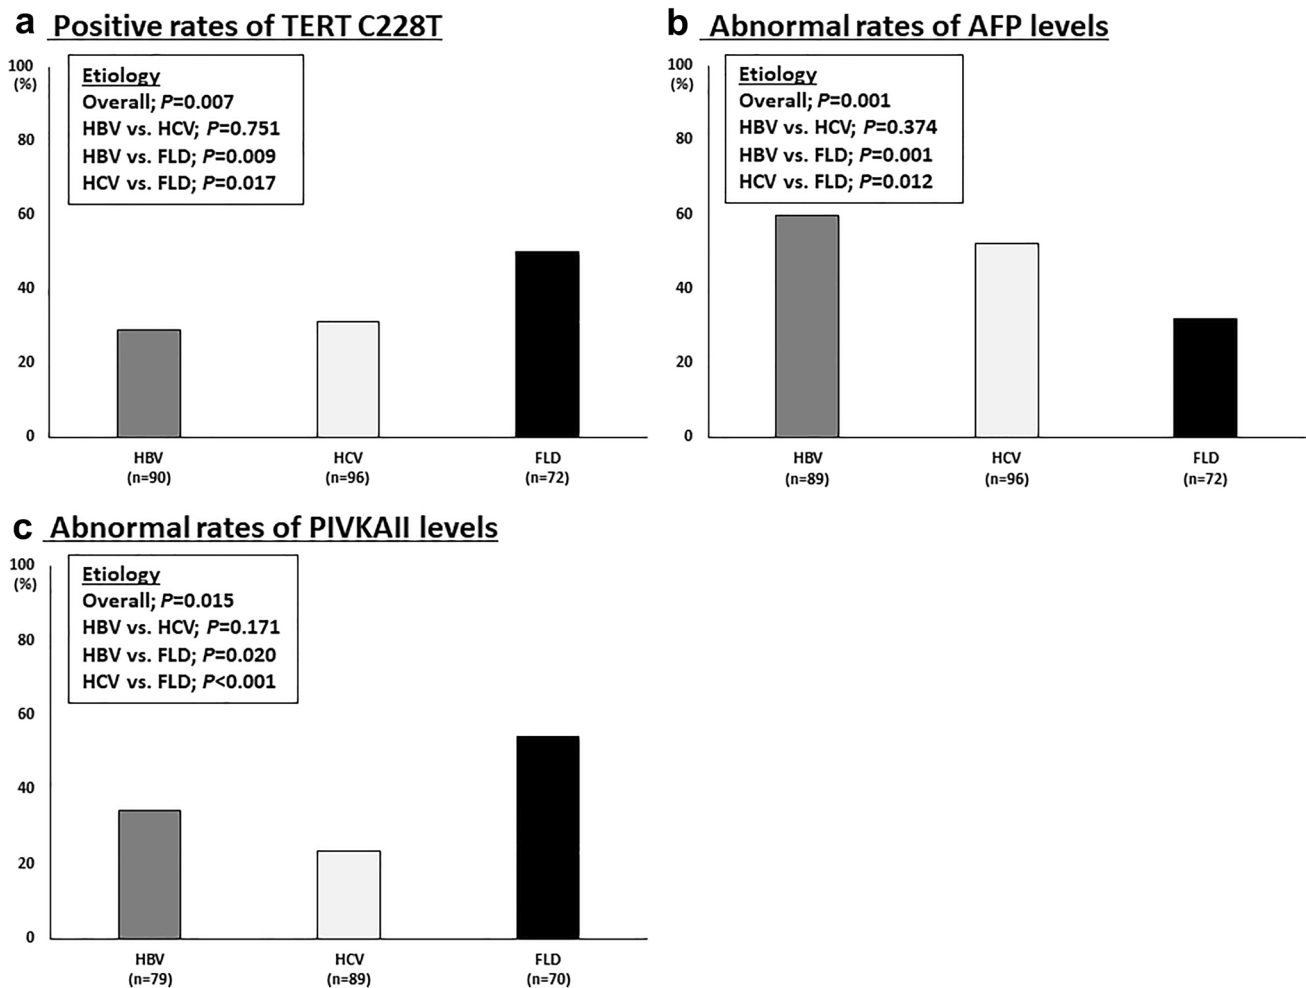 a Positive rates of TERT C228T
100
(%)
80
60
40
20
0
Etiology
Overall; P=0.007
HBV vs. HCV; P=0.751
HBV vs. FLD; P=0.009
HCV vs. FLD; P=0.017
HBV HCV FLD
(n=90) (n=96) (n=72)
b Abnormal rates of AFP levels
100
(%)
80
60
40
20
0
Etiology
Overall; P=0.001
HBV vs. HCV; P=0.374
HBV vs. FLD; P=0.001
HCV vs. FLD; P=0.012
HBV HCV FLD
(n=89) (n=96) (n=72)
c Abnormal rates of PIVKAII levels
100
(%)
80
60
40
20
0
Etiology
Overall; P=0.015
HBV vs. HCV; P=0.171
HBV vs. FLD; P=0.020
HCV vs. FLD; P<0.001
HBV HCV FLD
(n=79) (n=89) (n=70)